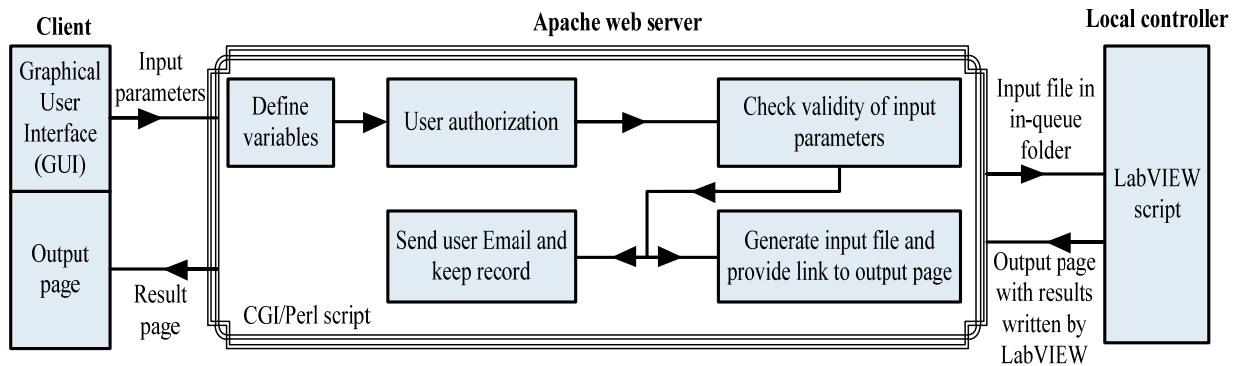 Client
Apache web server
Local controller
Graphical
User
Interface
(GUI)
Input
parameters
Define
variables
User authorization
Check validity of input
parameters
Input file in
in-queue
folder
LabVIEW
script
Output
page
Result
page
Send user Email and
keep record
Generate input file and
provide link to output page
CGI/Perl script
Output page
with results
written by
LabVIEW